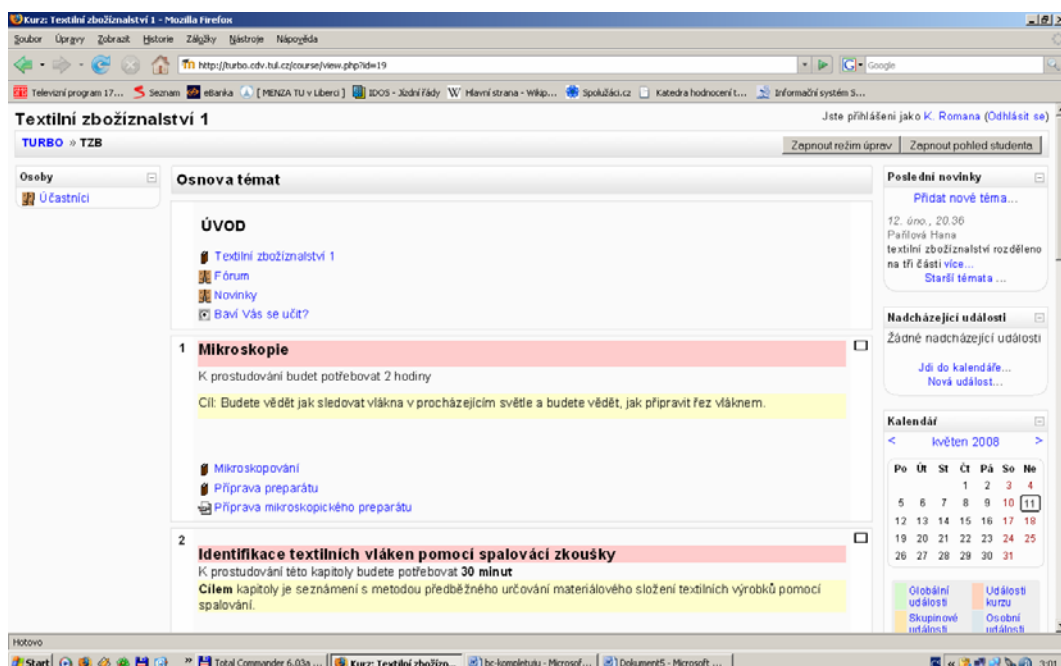 Kurz: Textilní zbožíznalství 1 - Mozilla Firefox
Soubor Úpravy Zobrazit Historie Záložky Nástroje Nápověda
http://turbo.cdv.tul.cz/course/view.php?id=19
Google
Televizní program 17... Seznam eBanka [ MENZA TU v Liberci ] IDOS - Jízdní řády Hlavní strana - Wikip... Spolužáci.cz Katedra hodnocení t... Informační systém S...
Textilní zbožíznalství 1
Jste přihlášeni jako K. Romana (Odhlásit se)
TURBO » TZB
Zapnout režim úprav Zapnout pohled studenta
Osoby
Účastníci
Osnova témat
ÚVOD
Textilní zbožíznalství 1
Fórum
Novinky
Baví Vás se učit?
1 Mikroskopie
K prostudování budet potřebovat 2 hodiny
Cíl: Budete vědět jak sledovat vlákna v procházejícím světle a budete vědět, jak připravit řez vláknem.
Mikroskopování
Příprava preparátu
Příprava mikroskopického preparátu
2
Identifikace textilních vláken pomocí spalovácí zkoušky
K prostudování této kapitoly budete potřebovat 30 minut
Cílem kapitoly je seznámení s metodou předběžného určování materiálového složení textilních výrobků pomocí
spalování.
Poslední novinky
Přidat nové téma...
12. úno., 20.36
Pařilová Hana
textilní zbožíznalství rozděleno
na tři části více...
Starší témata ...
Nadcházející události
Žádné nadcházející události
Jdi do kalendáře...
Nová událost...
Kalendář
< květen 2008 >
Po Út St Čt Pá So Ne
1 2 3 4
5 6 7 8 9 10 11
12 13 14 15 16 17 18
19 20 21 22 23 24 25
26 27 28 29 30 31
Globální události
Události kurzu
Skupinové události
Osobní události
Hotovo
Start » Total Commander 6.03a ... Kurz: Textilní zbožízn... bc-kompletuju - Microsof... Dokument5 - Microsoft ... « 2:01